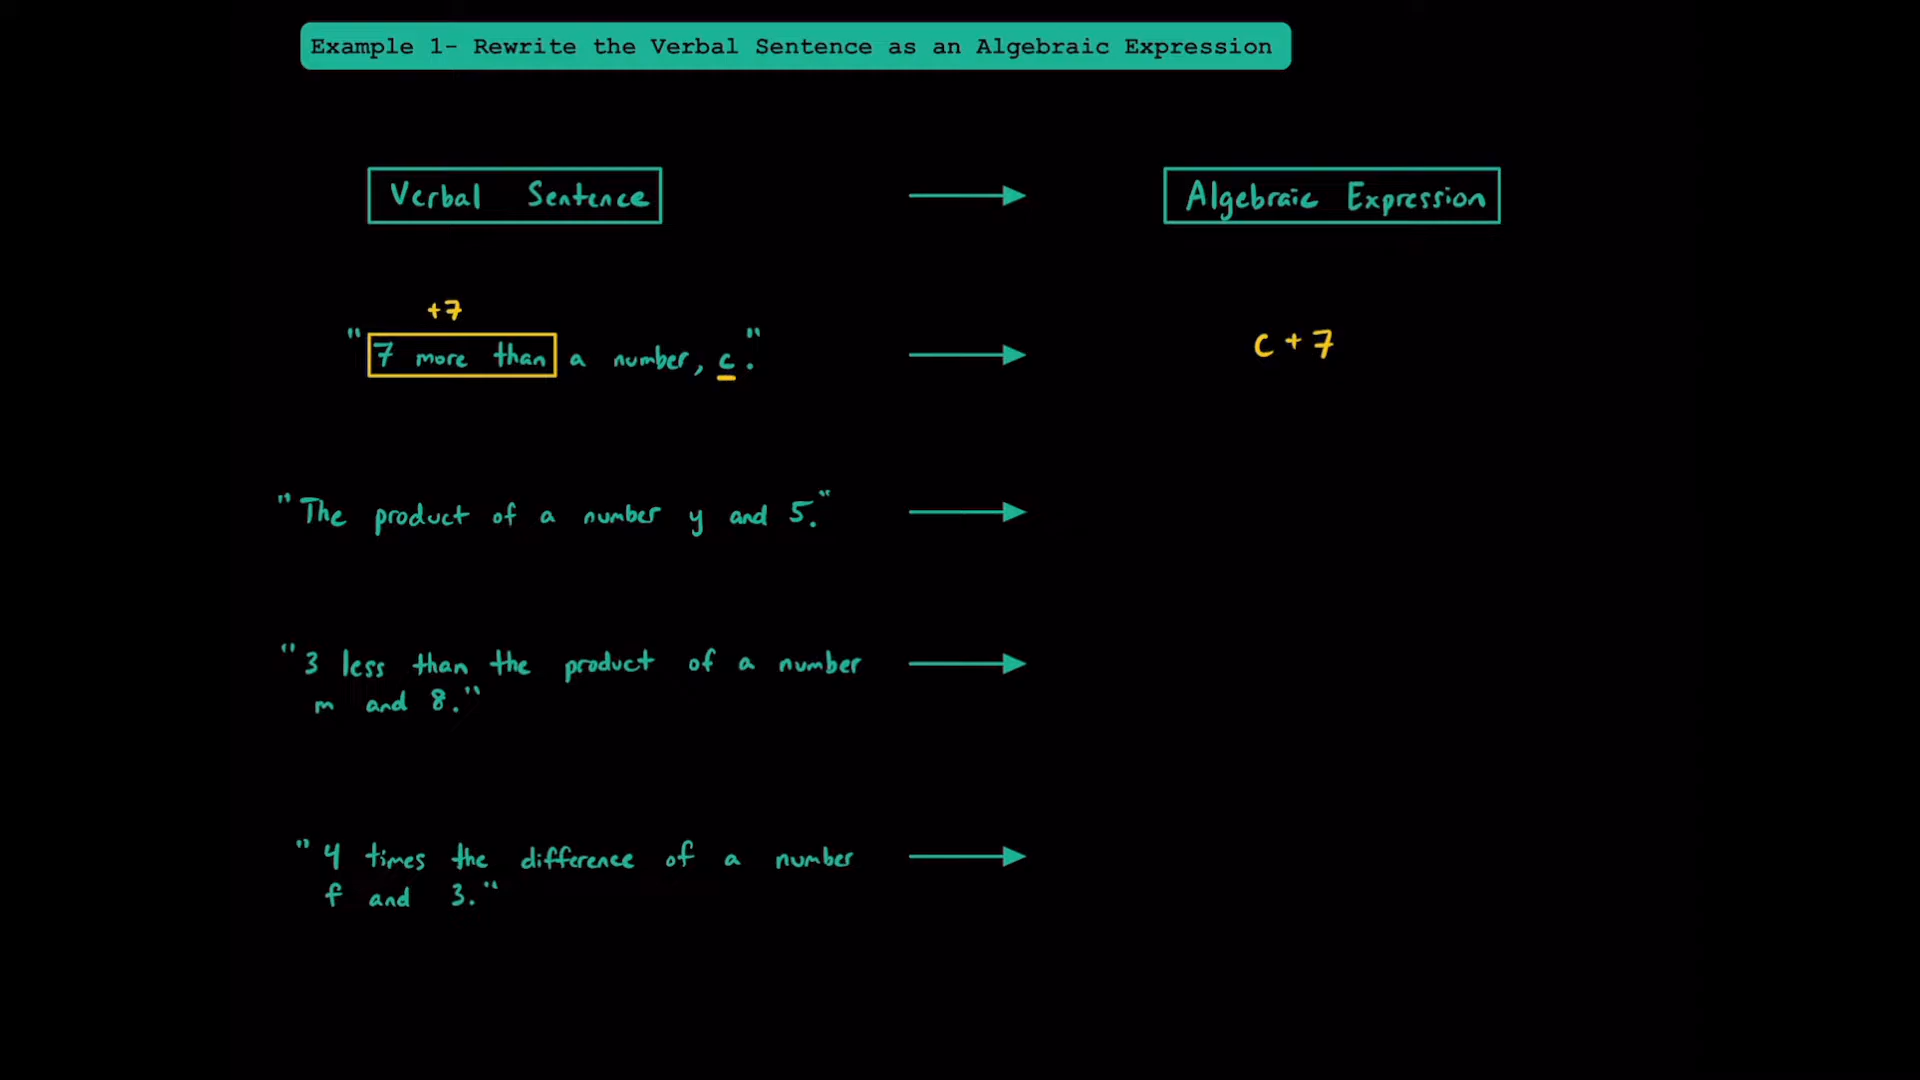 Example 1- Rewrite the Verbal Sentence as an Algebraic Expression
Verbal Sentence
Algebraic Expression
+7
"7 more than a number, c."
c + 7
"The product of a number y and 5."
"3 less than the product of a number
m and 8."
"4 times the difference of a number
f and 3."